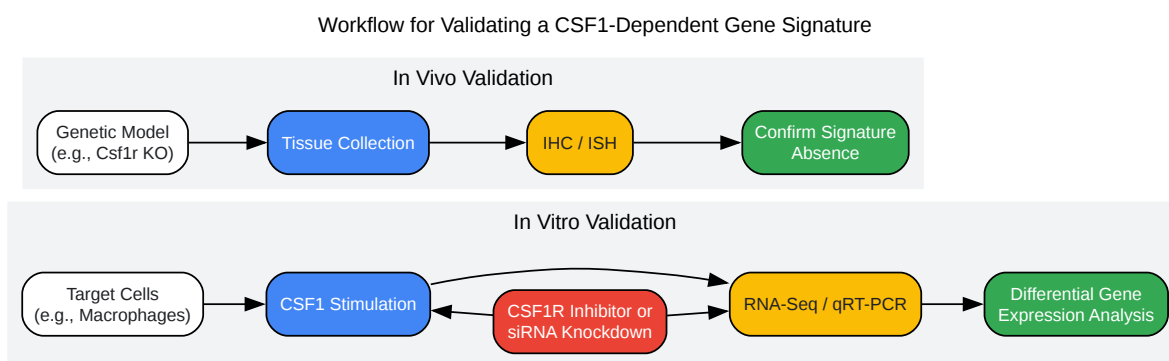 Workflow for Validating a CSF1-Dependent Gene Signature
In Vivo Validation
Genetic Model
(e.g., Csf1r KO)
Tissue Collection
IHC / ISH
Confirm Signature
Absence
In Vitro Validation
Target Cells
(e.g., Macrophages)
CSF1 Stimulation
CSF1R Inhibitor or
siRNA Knockdown
RNA-Seq / qRT-PCR
Differential Gene
Expression Analysis